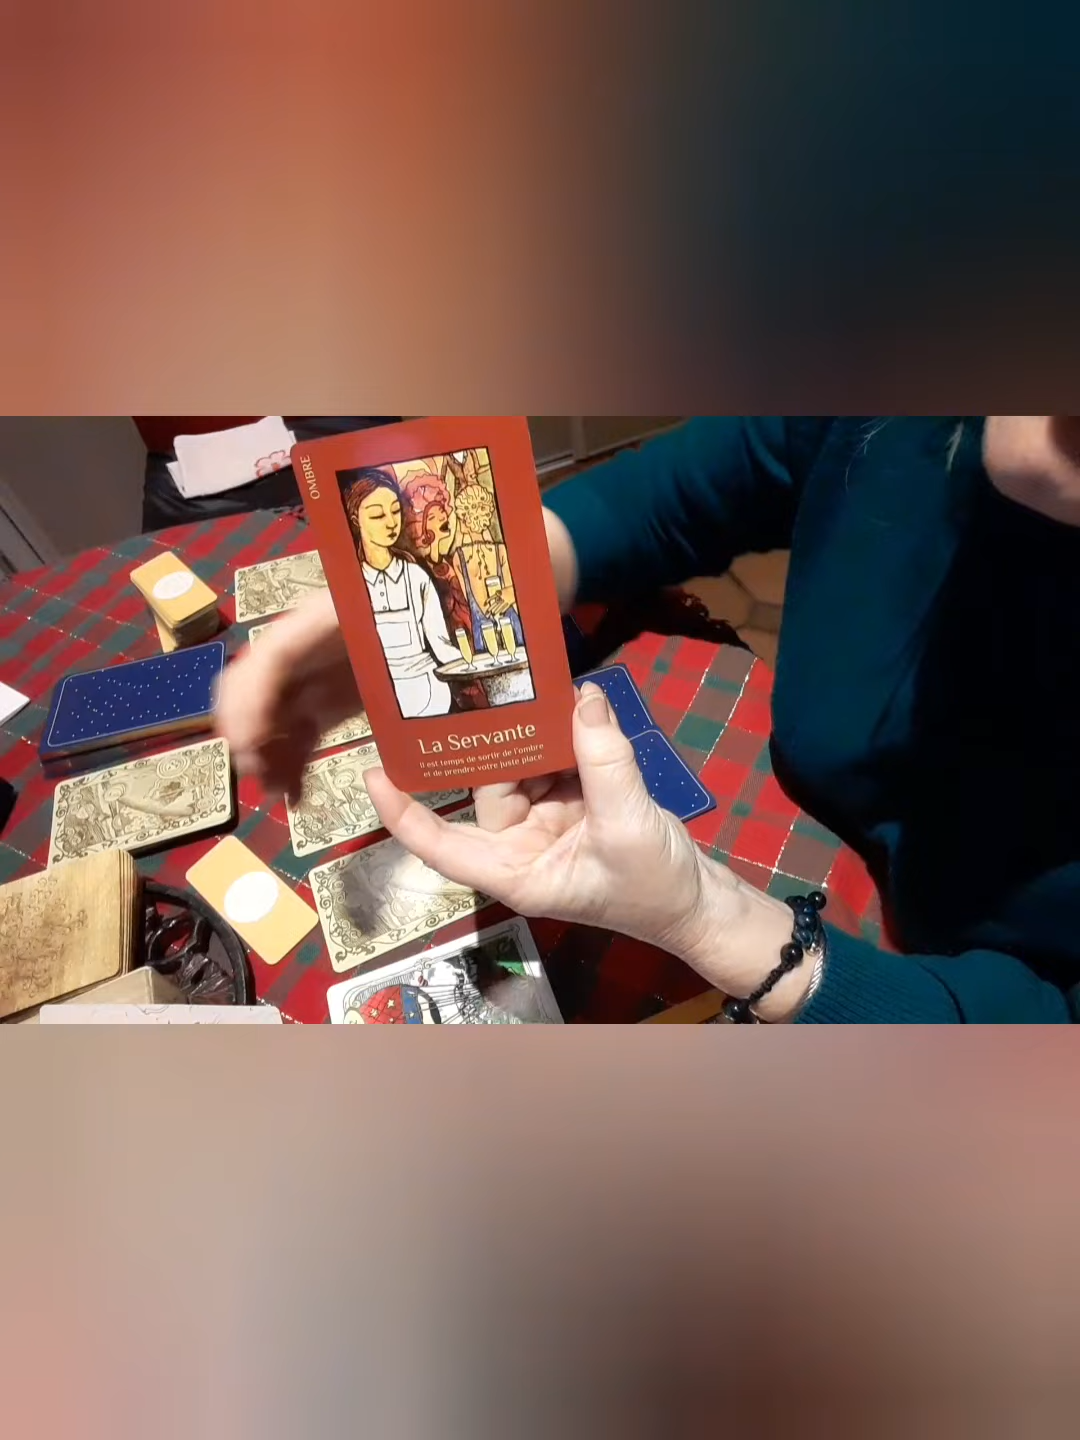 OMBRE
La Servante
Il est temps de sortir de l'ombre
et de prendre votre juste place.